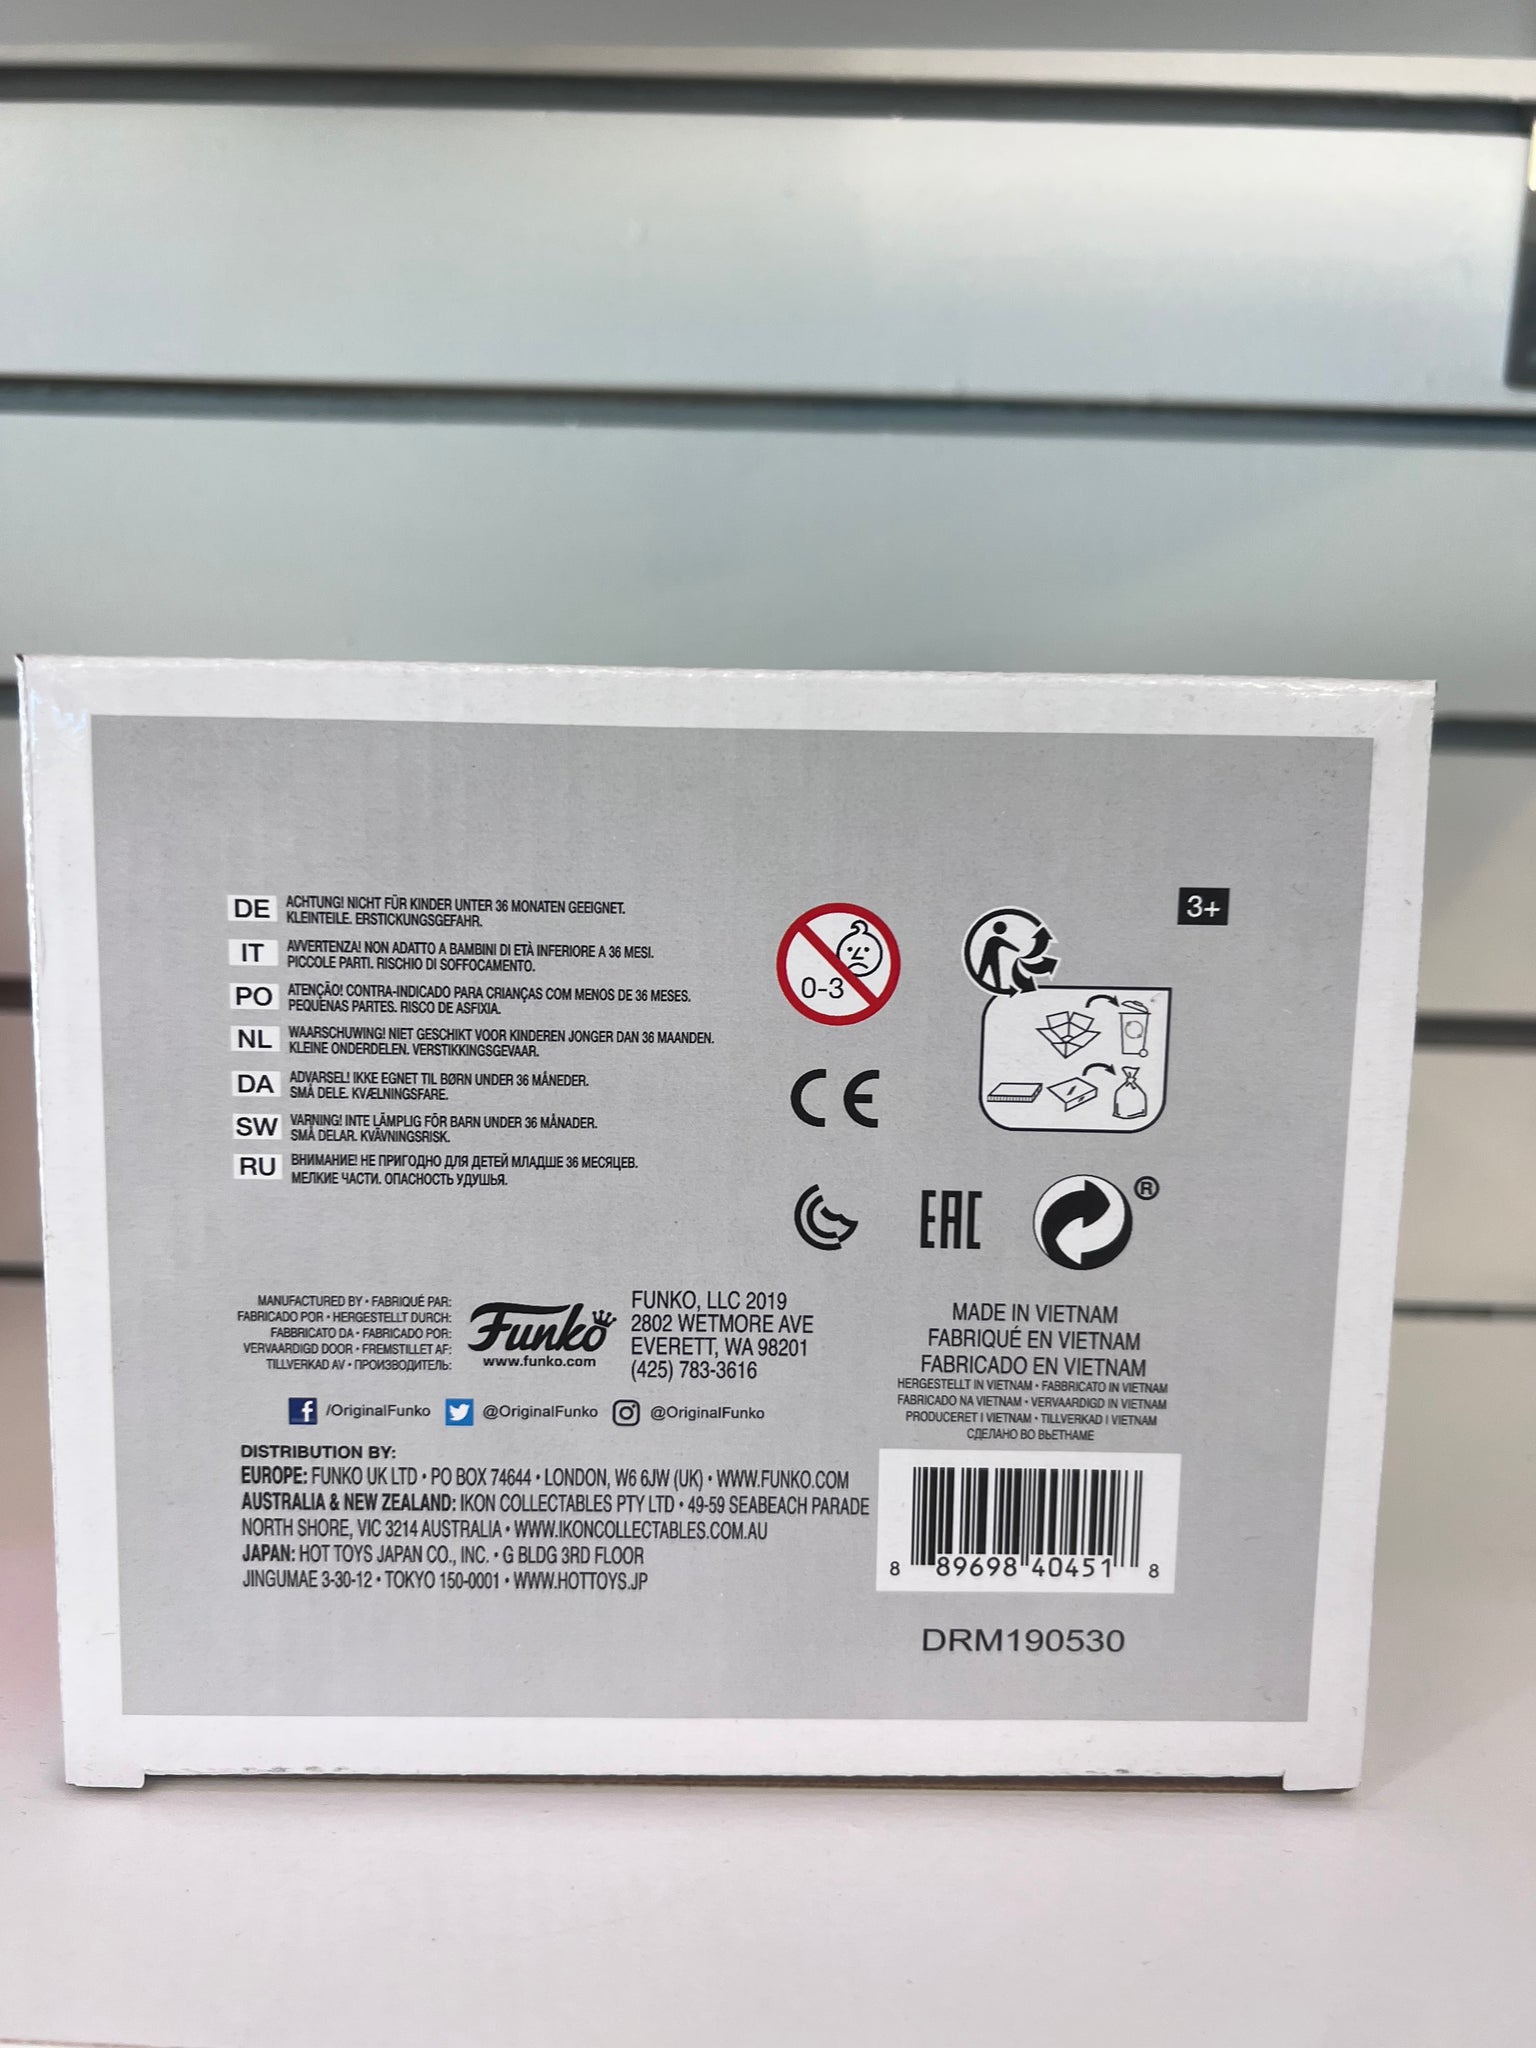 DE ACHTUNG! NICHT FÜR KINDER UNTER 36 MONATEN GEEIGNET.
KLEINTEILE. ERSTICKUNGSGEFAHR.
IT AVVERTENZA! NON ADATTO A BAMBINI DI ETÀ INFERIORE A 36 MESI.
PICCOLE PARTI. RISCHIO DI SOFFOCAMENTO.
PO ATENÇÃO! CONTRA-INDICADO PARA CRIANÇAS COM MENOS DE 36 MESES.
PEQUENAS PARTES. RISCO DE ASFIXIA.
NL WAARSCHUWING! NIET GESCHIKT VOOR KINDEREN JONGER DAN 36 MAANDEN.
KLEINE ONDERDELEN. VERSTIKKINGSGEVAAR.
DA ADVARSEL! IKKE EGNET TIL BØRN UNDER 36 MÅNEDER.
SMÅ DELE. KVÆLNINGSFARE.
SW VARNING! INTE LÄMPLIG FÖR BARN UNDER 36 MÅNADER.
SMÅ DELAR. KVÄVNINGSRISK.
RU ВНИМАНИЕ! НЕ ПРИГОДНО ДЛЯ ДЕТЕЙ МЛАДШЕ 36 МЕСЯЦЕВ.
МЕЛКИЕ ЧАСТИ. ОПАСНОСТЬ УДУШЬЯ.
0-3
3+
CE
EAC
®
MANUFACTURED BY • FABRIQUÉ PAR:
FABRICADO POR • HERGESTELLT DURCH:
FABBRICATO DA • FABRICADO POR:
VERVAARDIGD DOOR • FREMSTILLET AF:
TILLVERKAD AV • ПРОИЗВОДИТЕЛЬ:
Funko
www.funko.com
FUNKO, LLC 2019
2802 WETMORE AVE
EVERETT, WA 98201
(425) 783-3616
/OriginalFunko @OriginalFunko @OriginalFunko
MADE IN VIETNAM
FABRIQUÉ EN VIETNAM
FABRICADO EN VIETNAM
HERGESTELLT IN VIETNAM • FABBRICATO IN VIETNAM
FABRICADO NA VIETNAM • VERVAARDIGD IN VIETNAM
PRODUCERET I VIETNAM • TILLVERKAD I VIETNAM
СДЕЛАНО ВО ВЬЕТНАМЕ
DISTRIBUTION BY:
EUROPE: FUNKO UK LTD • PO BOX 74644 • LONDON, W6 6JW (UK) • WWW.FUNKO.COM
AUSTRALIA & NEW ZEALAND: IKON COLLECTABLES PTY LTD • 49-59 SEABEACH PARADE
NORTH SHORE, VIC 3214 AUSTRALIA • WWW.IKONCOLLECTABLES.COM.AU
JAPAN: HOT TOYS JAPAN CO., INC. • G BLDG 3RD FLOOR
JINGUMAE 3-30-12 • TOKYO 150-0001 • WWW.HOTTOYS.JP
8 89698 40451 8
DRM190530